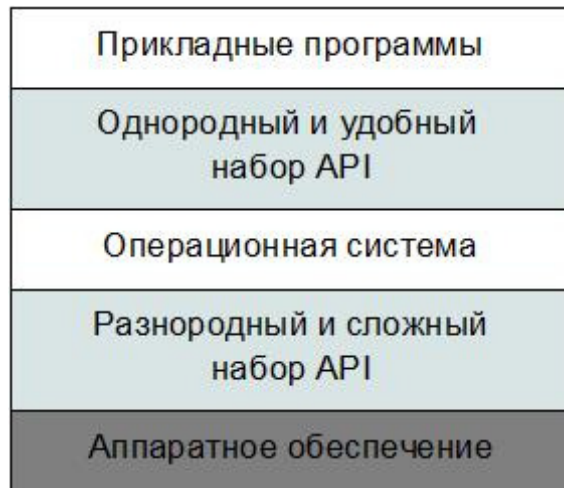 Прикладные программы
Однородный и удобный
набор API
Операционная система
Разнородный и сложный
набор API
Аппаратное обеспечение